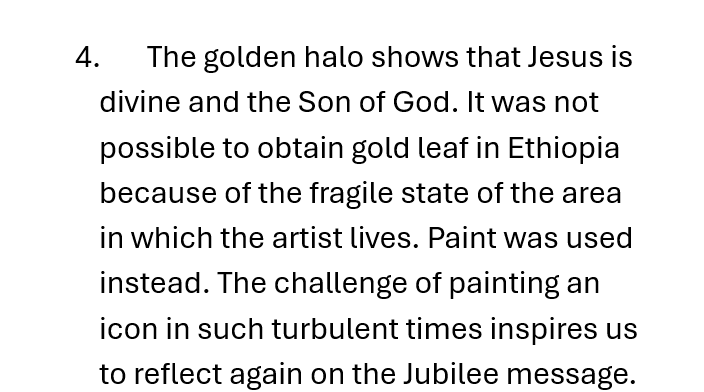 4. The golden halo shows that Jesus is
divine and the Son of God. It was not
possible to obtain gold leaf in Ethiopia
because of the fragile state of the area
in which the artist lives. Paint was used
instead. The challenge of painting an
icon in such turbulent times inspires us
to reflect again on the Jubilee message.